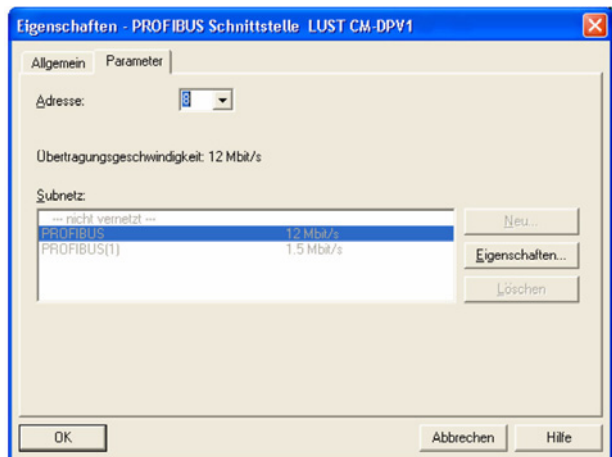 Eigenschaften - PROFIBUS Schnittstelle LUST CM-DPV1
Allgemein Parameter
Adresse: 8
Übertragungsgeschwindigkeit: 12 Mbit/s
Subnetz:
--- nicht vernetzt ---
PROFIBUS 12 Mbit/s
PROFIBUS(1) 1.5 Mbit/s
Neu...
Eigenschaften...
Löschen
OK Abbrechen Hilfe